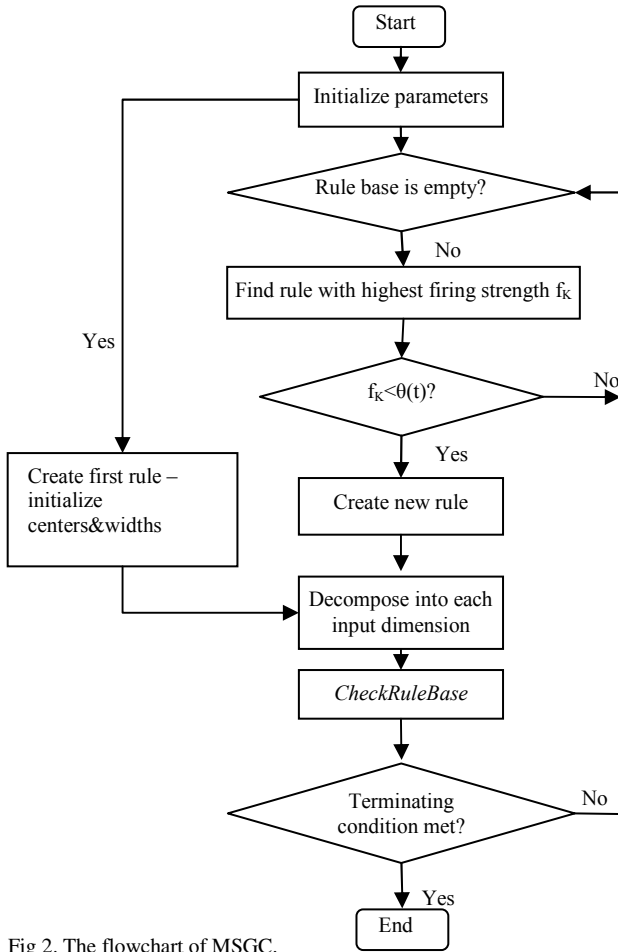 Start
Initialize parameters
Rule base is empty?
No
Find rule with highest firing strength fK
Yes
fK<θ(t)?
No
Yes
Create first rule –
initialize
centers&widths
Create new rule
Decompose into each
input dimension
CheckRuleBase
Terminating
condition met?
No
Yes
End
Fig 2. The flowchart of MSGC.